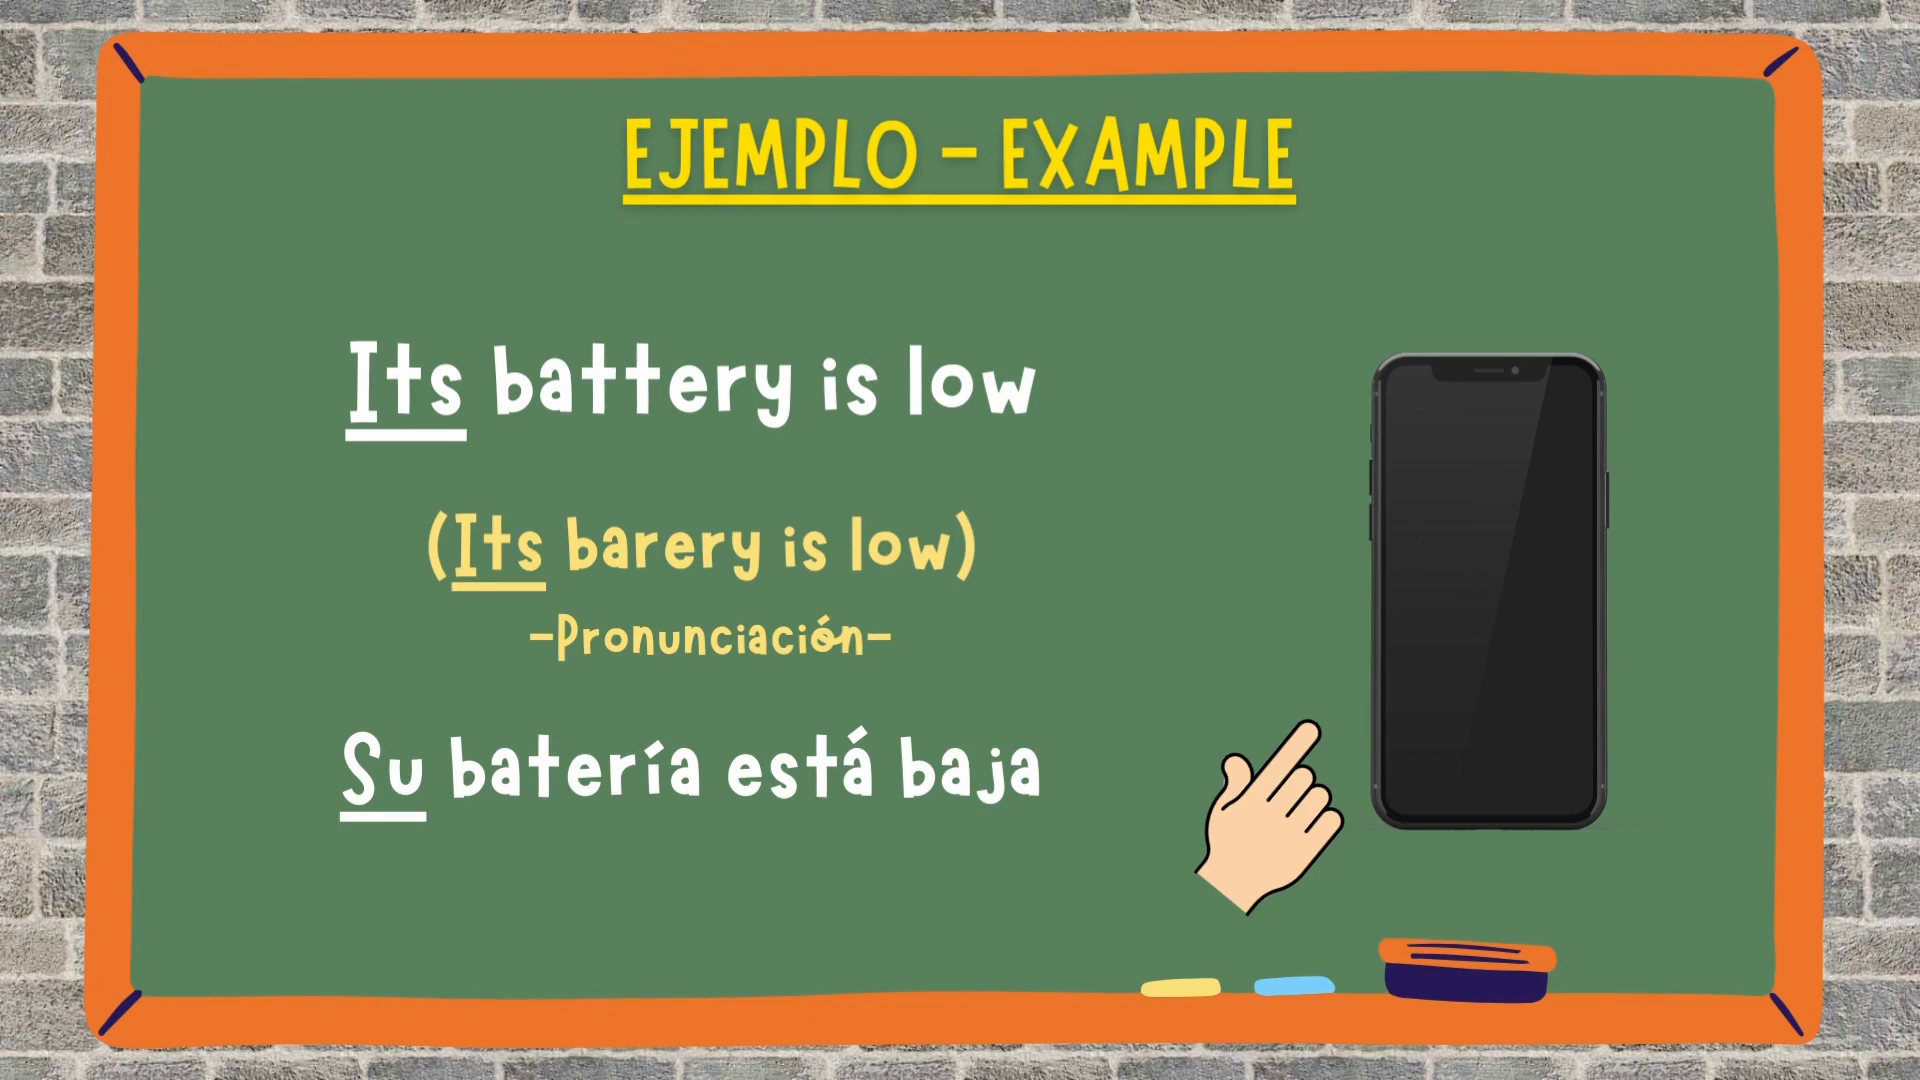 EJEMPLO - EXAMPLE
Its battery is low
(Its barery is low)
-Pronunciación-
Su batería está baja